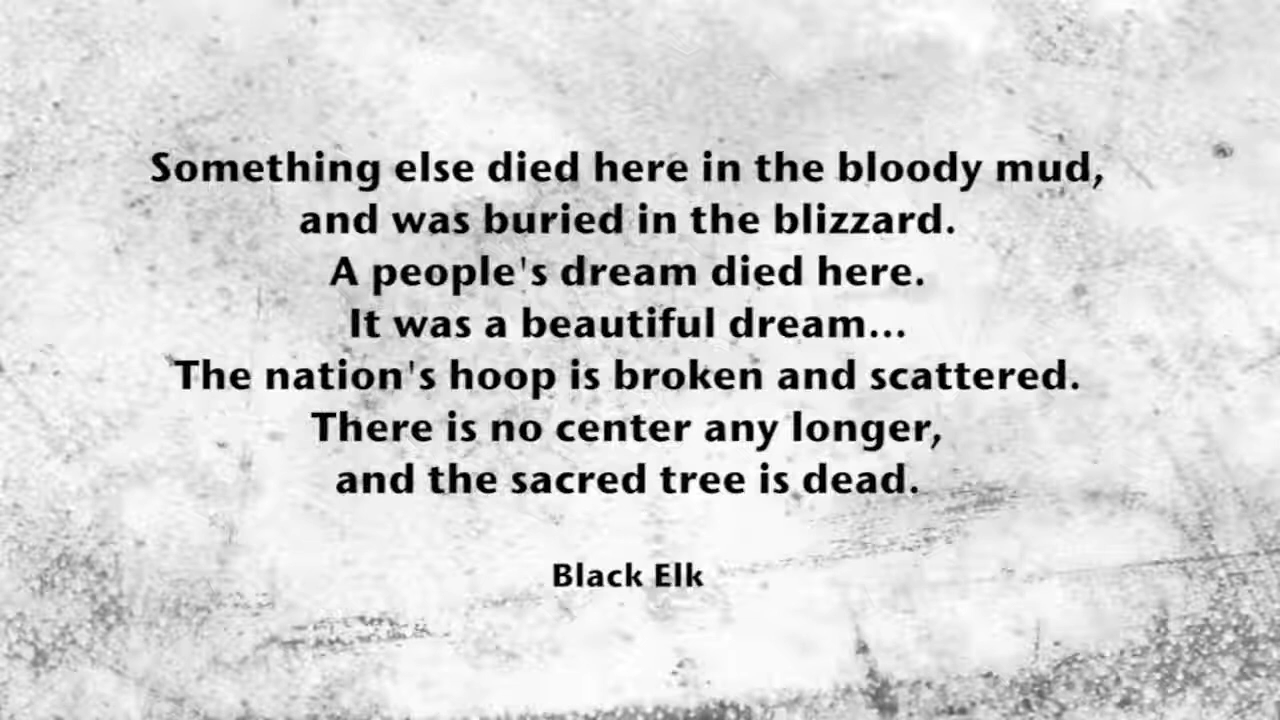 Something else died here in the bloody mud,
and was buried in the blizzard.
A people's dream died here.
It was a beautiful dream...
The nation's hoop is broken and scattered.
There is no center any longer,
and the sacred tree is dead.
Black Elk